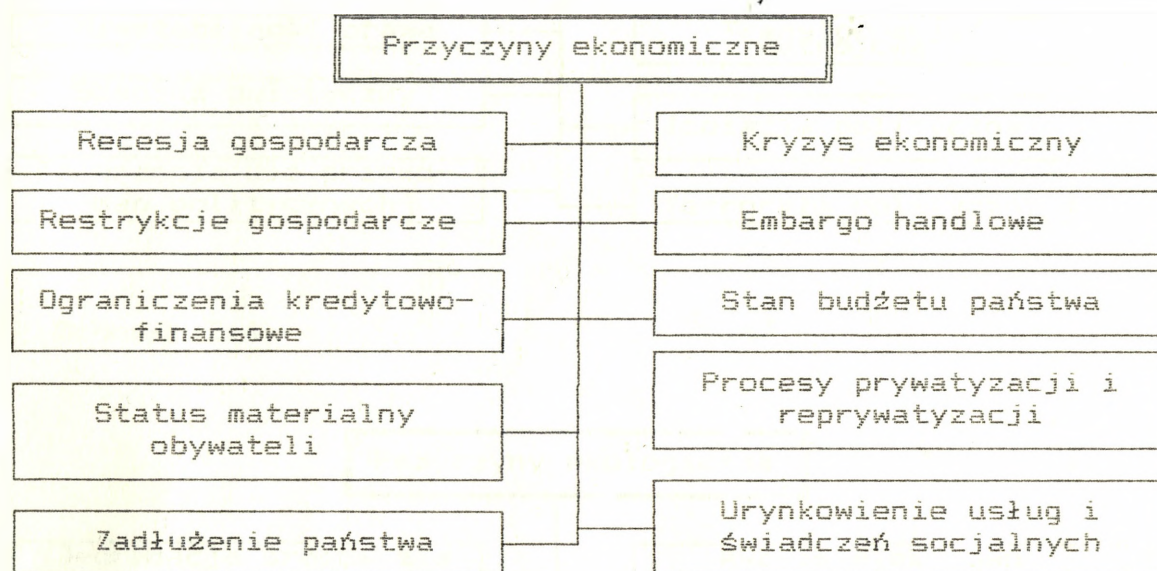 Przyczyny ekonomiczne
Recesja gospodarcza
Kryzys ekonomiczny
Restrykcje gospodarcze
Embargo handlowe
Ograniczenia kredytowo-
finansowe
Stan budżetu państwa
Status materialny
obywateli
Procesy prywatyzacji i
reprywatyzacji
Zadłużenie państwa
Urynkowienie usług i
świadczeń socjalnych